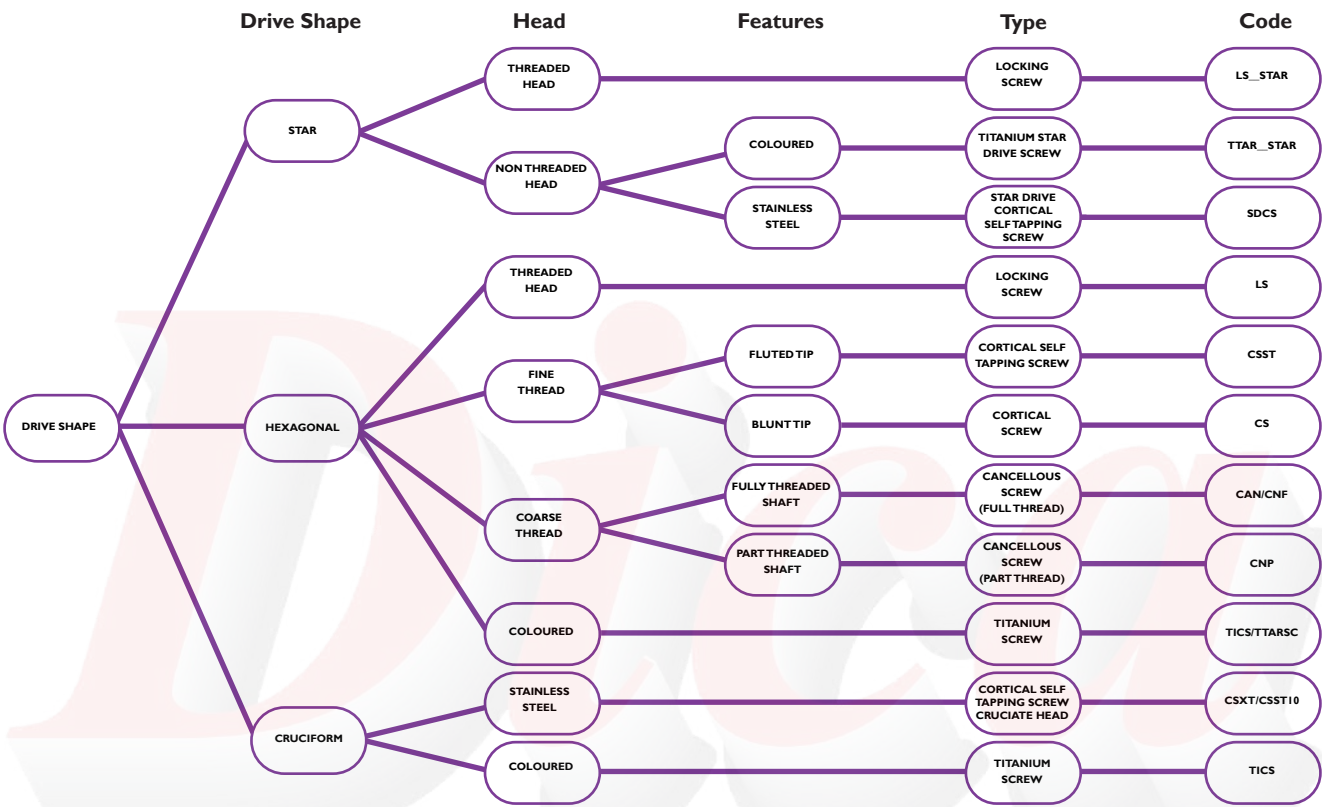 Drive Shape
Head
Features
Type
Code
THREADED
HEAD
LOCKING
SCREW
LS__STAR
STAR
NON THREADED
HEAD
COLOURED
TITANIUM STAR
DRIVE SCREW
TTAR__STAR
STAINLESS
STEEL
STAR DRIVE
CORTICAL
SELF TAPPING
SCREW
SDCS
THREADED
HEAD
LOCKING
SCREW
LS
DRIVE SHAPE
HEXAGONAL
FINE
THREAD
FLUTED TIP
CORTICAL SELF
TAPPING SCREW
CSST
BLUNT TIP
CORTICAL
SCREW
CS
COARSE
THREAD
FULLY THREADED
SHAFT
CANCELLOUS
SCREW
(FULL THREAD)
CAN/CNF
PART THREADED
SHAFT
CANCELLOUS
SCREW
(PART THREAD)
CNP
COLOURED
TITANIUM
SCREW
TICS/TTARSC
CRUCIFORM
STAINLESS
STEEL
CORTICAL SELF
TAPPING SCREW
CRUCIATE HEAD
CSXT/CSST10
COLOURED
TITANIUM
SCREW
TICS
Dica